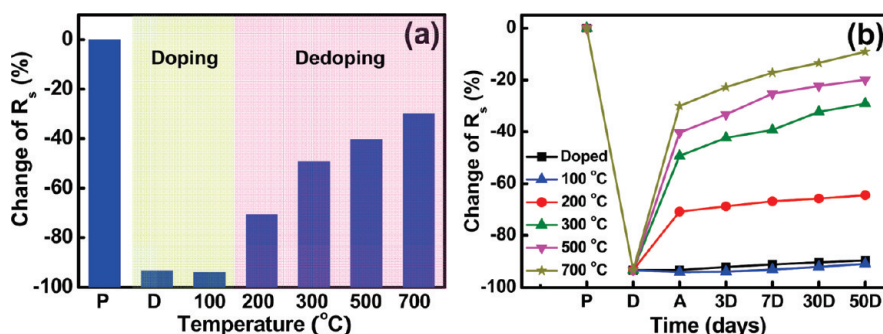 (a)
Doping
Dedoping
Change of Rs (%)
0
-20
-40
-60
-80
-100
P
D
100
200
300
500
700
Temperature (°C)
(b)
Change of Rs (%)
0
-20
-40
-60
-80
-100
Doped
100 °C
200 °C
300 °C
500 °C
700 °C
P
D
A
3D
7D
30D
50D
Time (days)